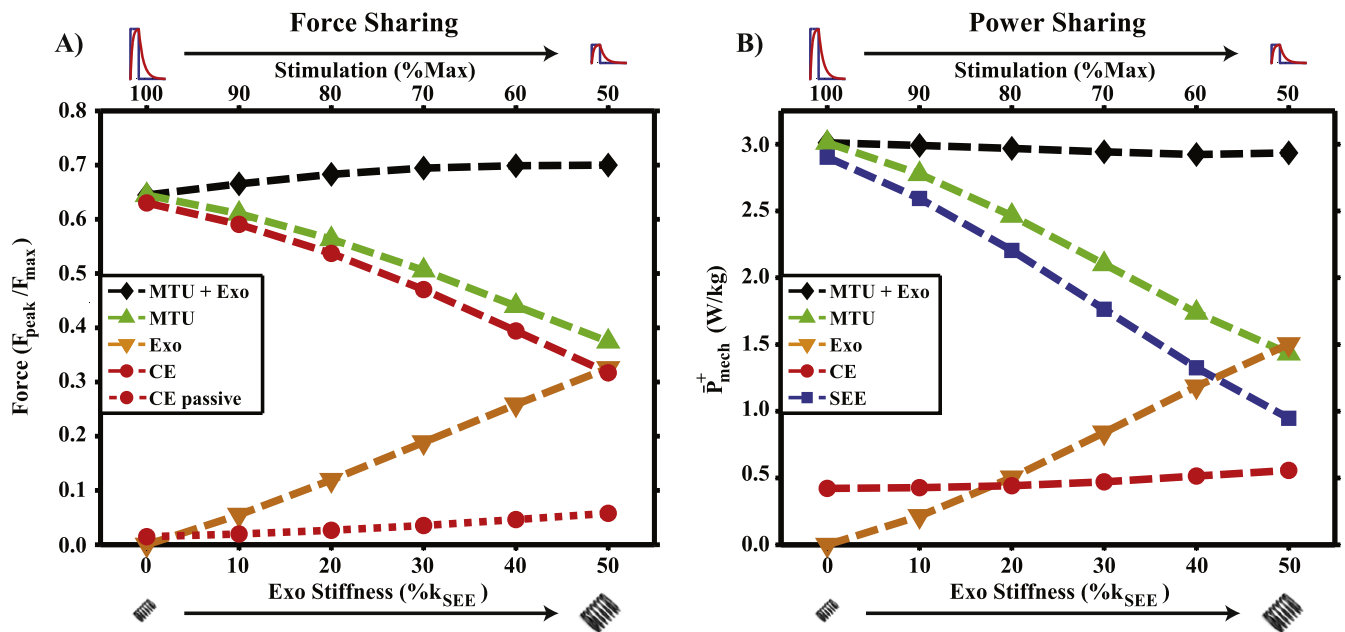 A)
Force Sharing
Stimulation (%Max)
100 90 80 70 60 50
0.8
0.7
0.6
0.5
0.4
0.3
0.2
0.1
0.0
Force (Fpeak /Fmax)
MTU + Exo
MTU
Exo
CE
CE passive
0 10 20 30 40 50
Exo Stiffness (%kSEE)
B)
Power Sharing
Stimulation (%Max)
100 90 80 70 60 50
3.0
2.5
2.0
1.5
1.0
0.5
0.0
P̄+mech (W/kg)
MTU + Exo
MTU
Exo
CE
SEE
0 10 20 30 40 50
Exo Stiffness (%kSEE)